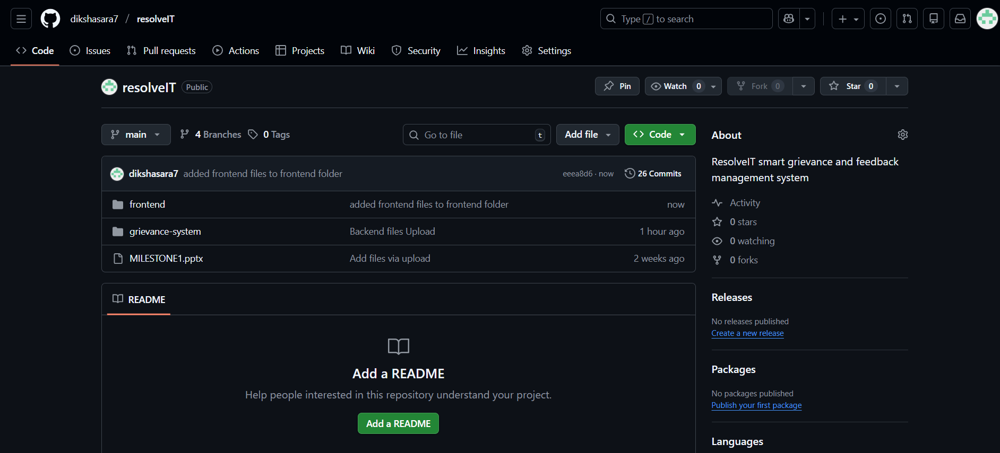 dikshasara7 / resolveIT
Type / to search
Code Issues Pull requests Actions Projects Wiki Security Insights Settings
resolveIT Public
Pin Watch 0 Fork 0 Star 0
main 4 Branches 0 Tags
Go to file t
Add file
Code
dikshasara7 added frontend files to frontend folder eeea8d6 · now 26 Commits
frontend added frontend files to frontend folder now
grievance-system Backend files Upload 1 hour ago
MILESTONE1.pptx Add files via upload 2 weeks ago
README
Add a README
Help people interested in this repository understand your project.
Add a README
About
ResolveIT smart grievance and feedback
management system
Activity
0 stars
0 watching
0 forks
Releases
No releases published
Create a new release
Packages
No packages published
Publish your first package
Languages